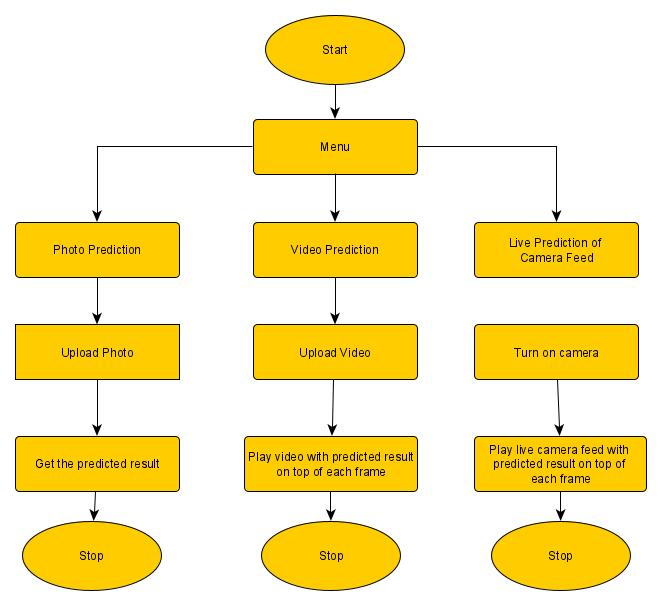 Start
Menu
Photo Prediction
Video Prediction
Live Prediction of
Camera Feed
Upload Photo
Upload Video
Turn on camera
Get the predicted result
Play video with predicted result
on top of each frame
Play live camera feed with
predicted result on top of
each frame
Stop
Stop
Stop